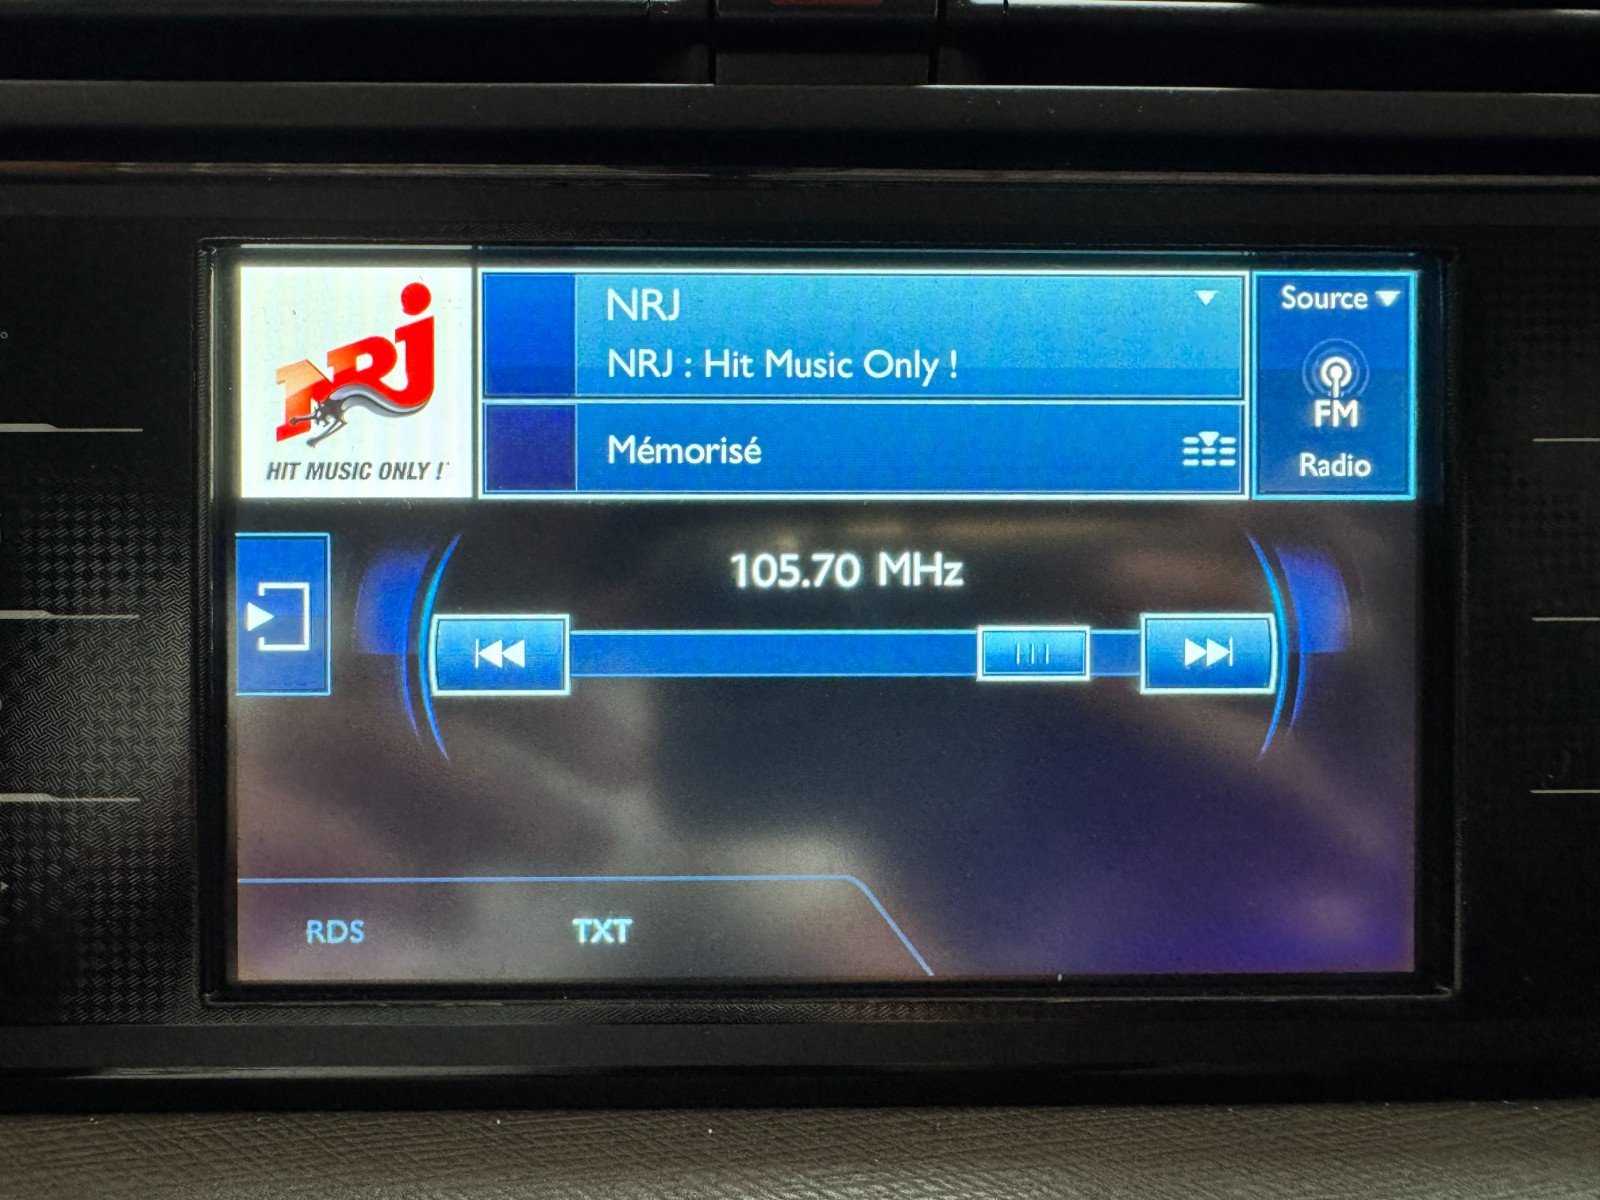 NRJ
HIT MUSIC ONLY !
NRJ
NRJ : Hit Music Only !
Mémorisé
Source
FM
Radio
105.70 MHz
RDS
TXT